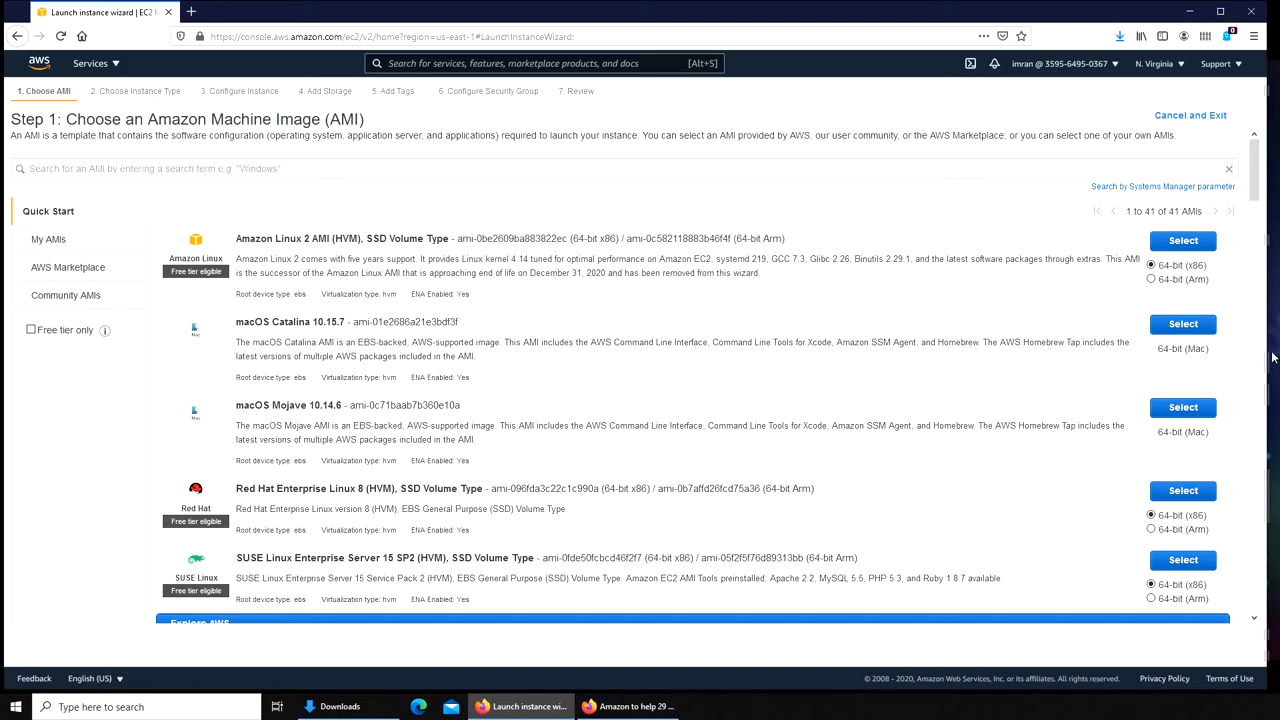 Launch instance wizard | EC2 M
https://console.aws.amazon.com/ec2/v2/home?region=us-east-1#LaunchInstanceWizard:
aws Services Search for services, features, marketplace products, and docs [Alt+S] imran @ 3595-6495-0367 N. Virginia Support
1. Choose AMI 2. Choose Instance Type 3. Configure Instance 4. Add Storage 5. Add Tags 6. Configure Security Group 7. Review
Step 1: Choose an Amazon Machine Image (AMI) Cancel and Exit
An AMI is a template that contains the software configuration (operating system, application server, and applications) required to launch your instance. You can select an AMI provided by AWS, our user community, or the AWS Marketplace; or you can select one of your own AMIs.
Search for an AMI by entering a search term e.g. "Windows"
Search by Systems Manager parameter
Quick Start 1 to 41 of 41 AMIs
My AMIs
AWS Marketplace
Community AMIs
Free tier only
Amazon Linux
Free tier eligible
Amazon Linux 2 AMI (HVM), SSD Volume Type - ami-0be2609ba883822ec (64-bit x86) / ami-0c582118883b46f4f (64-bit Arm)
Amazon Linux 2 comes with five years support. It provides Linux kernel 4.14 tuned for optimal performance on Amazon EC2, systemd 219, GCC 7.3, Glibc 2.26, Binutils 2.29.1, and the latest software packages through extras. This AMI
is the successor of the Amazon Linux AMI that is approaching end of life on December 31, 2020 and has been removed from this wizard.
Root device type: ebs Virtualization type: hvm ENA Enabled: Yes
Select
64-bit (x86)
64-bit (Arm)
Mac
macOS Catalina 10.15.7 - ami-01e2686a21e3bdf3f
The macOS Catalina AMI is an EBS-backed, AWS-supported image. This AMI includes the AWS Command Line Interface, Command Line Tools for Xcode, Amazon SSM Agent, and Homebrew. The AWS Homebrew Tap includes the
latest versions of multiple AWS packages included in the AMI.
Root device type: ebs Virtualization type: hvm ENA Enabled: Yes
Select
64-bit (Mac)
Mac
macOS Mojave 10.14.6 - ami-0c71baab7b360e10a
The macOS Mojave AMI is an EBS-backed, AWS-supported image. This AMI includes the AWS Command Line Interface, Command Line Tools for Xcode, Amazon SSM Agent, and Homebrew. The AWS Homebrew Tap includes the
latest versions of multiple AWS packages included in the AMI.
Root device type: ebs Virtualization type: hvm ENA Enabled: Yes
Select
64-bit (Mac)
Red Hat
Free tier eligible
Red Hat Enterprise Linux 8 (HVM), SSD Volume Type - ami-096fda3c22c1c990a (64-bit x86) / ami-0b7affd26fcd75a36 (64-bit Arm)
Red Hat Enterprise Linux version 8 (HVM), EBS General Purpose (SSD) Volume Type
Root device type: ebs Virtualization type: hvm ENA Enabled: Yes
Select
64-bit (x86)
64-bit (Arm)
SUSE Linux
Free tier eligible
SUSE Linux Enterprise Server 15 SP2 (HVM), SSD Volume Type - ami-0fde50fcbcd46f2f7 (64-bit x86) / ami-05f2f5f76d89313bb (64-bit Arm)
SUSE Linux Enterprise Server 15 Service Pack 2 (HVM), EBS General Purpose (SSD) Volume Type. Amazon EC2 AMI Tools preinstalled; Apache 2.2, MySQL 5.5, PHP 5.3, and Ruby 1.8.7 available
Root device type: ebs Virtualization type: hvm ENA Enabled: Yes
Select
64-bit (x86)
64-bit (Arm)
Explore AWS
Feedback English (US) © 2008 - 2020, Amazon Web Services, Inc. or its affiliates. All rights reserved. Privacy Policy Terms of Use
Type here to search Downloads Launch instance wi... Amazon to help 29 ...